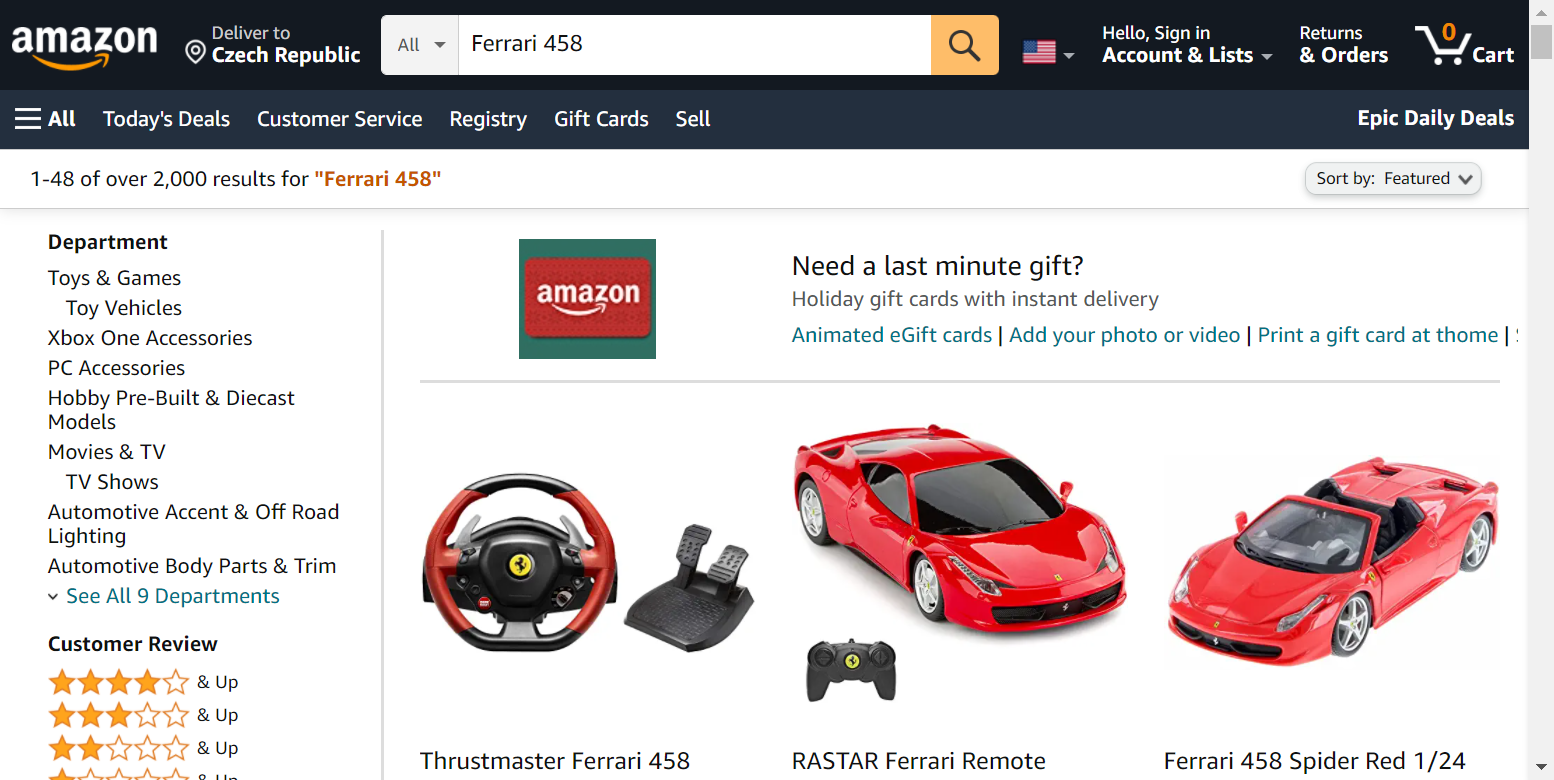 amazon
Deliver to
Czech Republic
All
Ferrari 458
Hello, Sign in
Account & Lists
Returns
& Orders
0
Cart
All
Today's Deals
Customer Service
Registry
Gift Cards
Sell
Epic Daily Deals
1-48 of over 2,000 results for "Ferrari 458"
Sort by: Featured
Department
Toys & Games
Toy Vehicles
Xbox One Accessories
PC Accessories
Hobby Pre-Built & Diecast
Models
Movies & TV
TV Shows
Automotive Accent & Off Road
Lighting
Automotive Body Parts & Trim
See All 9 Departments
Customer Review
& Up
& Up
& Up
& Up
amazon
Need a last minute gift?
Holiday gift cards with instant delivery
Animated eGift cards | Add your photo or video | Print a gift card at thome |
Thrustmaster Ferrari 458
RASTAR Ferrari Remote
Ferrari 458 Spider Red 1/24